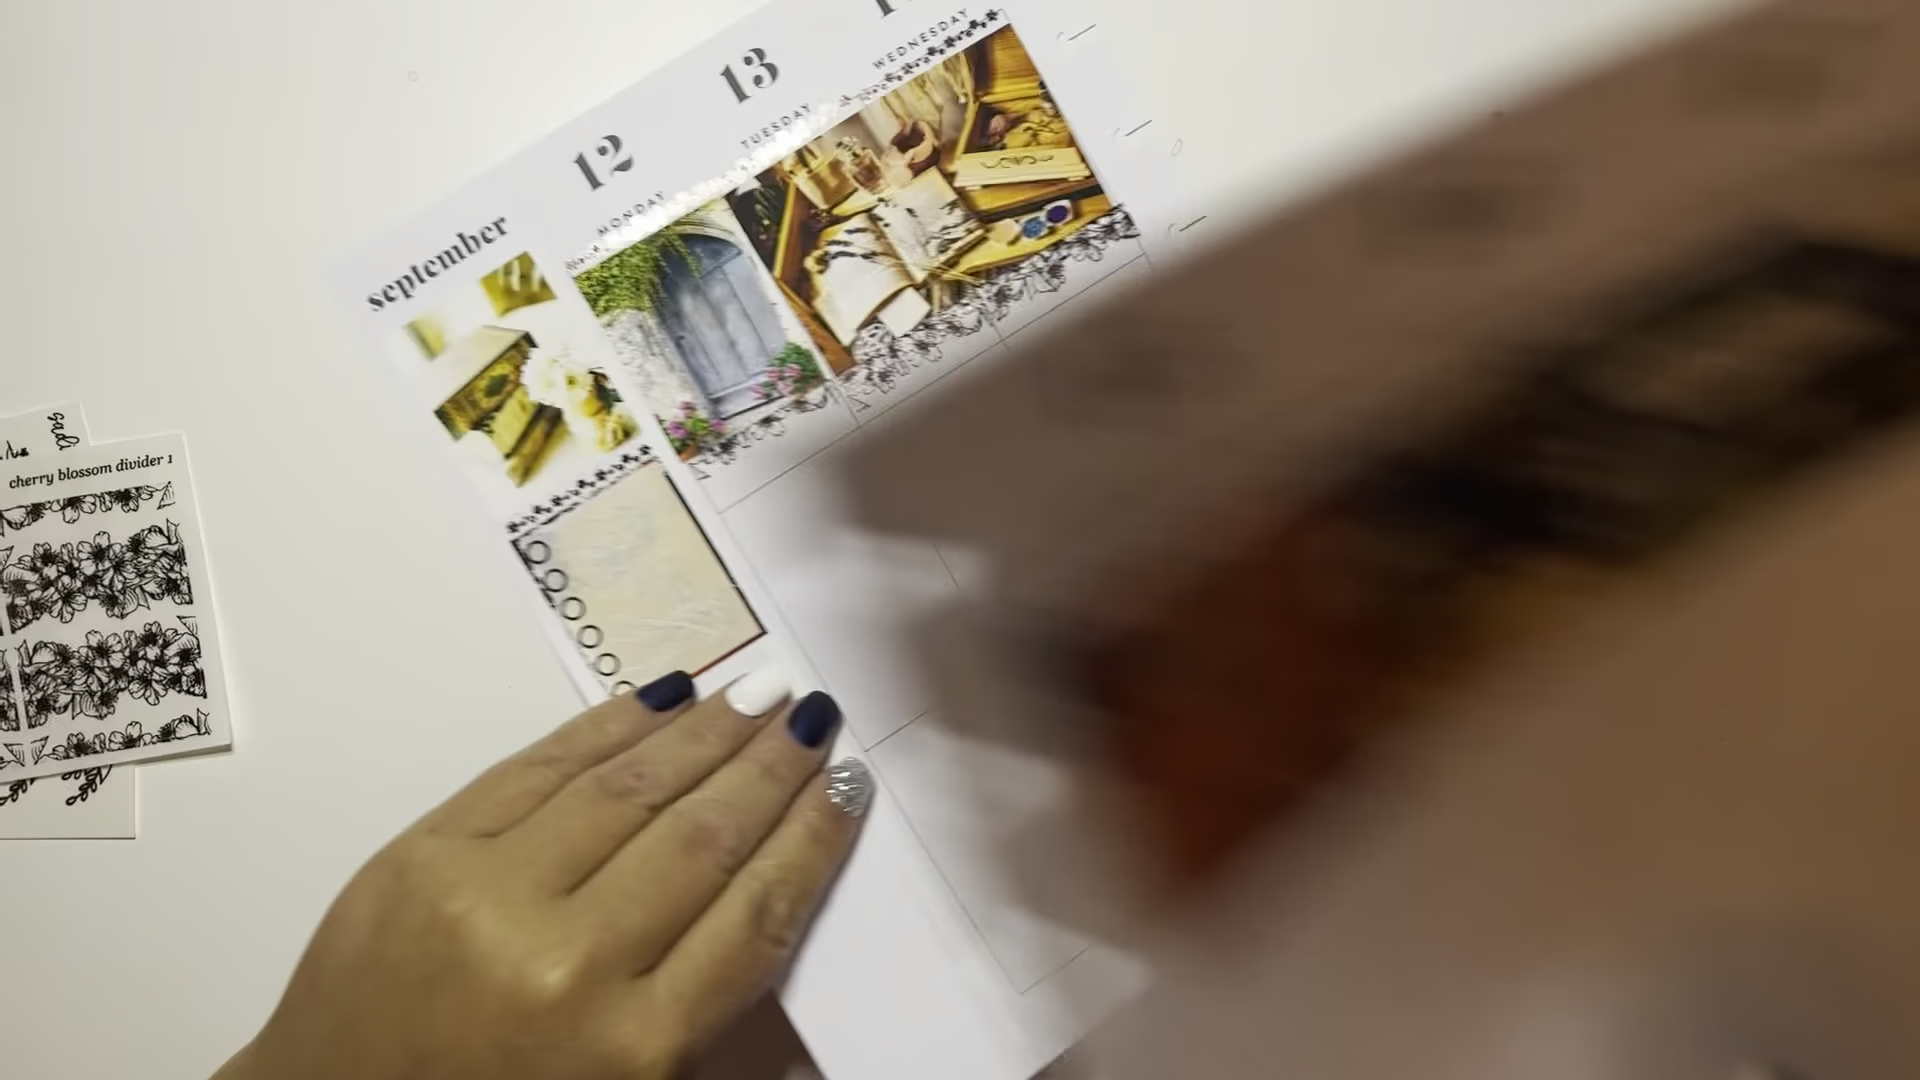 september
12
MONDAY
13
TUESDAY
WEDNESDAY
cherry blossom divider 1